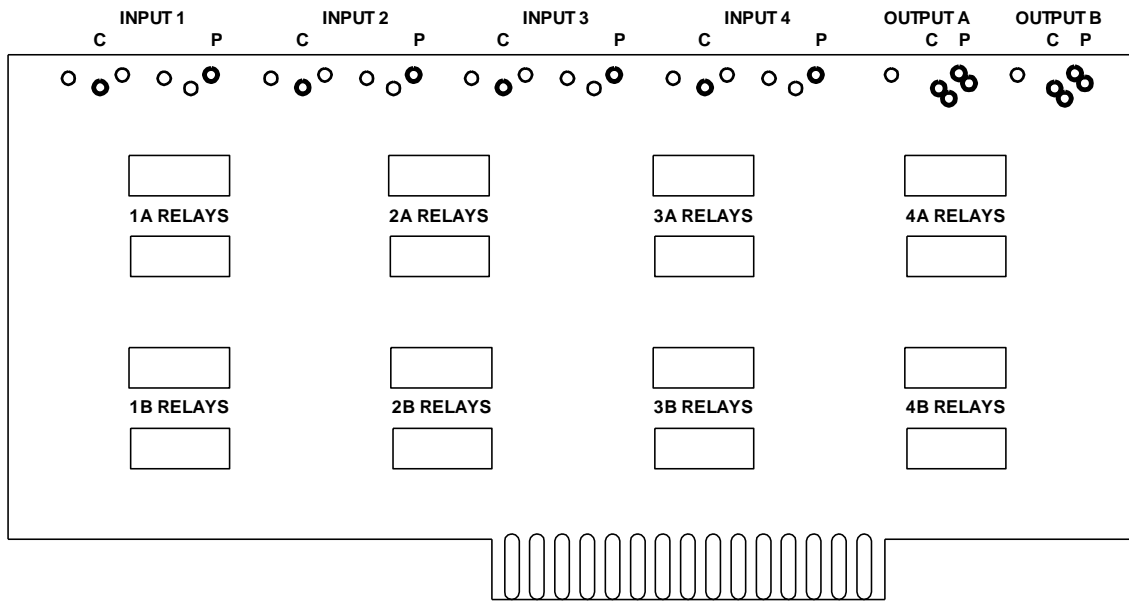 INPUT 1 INPUT 2 INPUT 3 INPUT 4 OUTPUT A OUTPUT B
C P C P C P C P C P C P
1A RELAYS 2A RELAYS 3A RELAYS 4A RELAYS
1B RELAYS 2B RELAYS 3B RELAYS 4B RELAYS